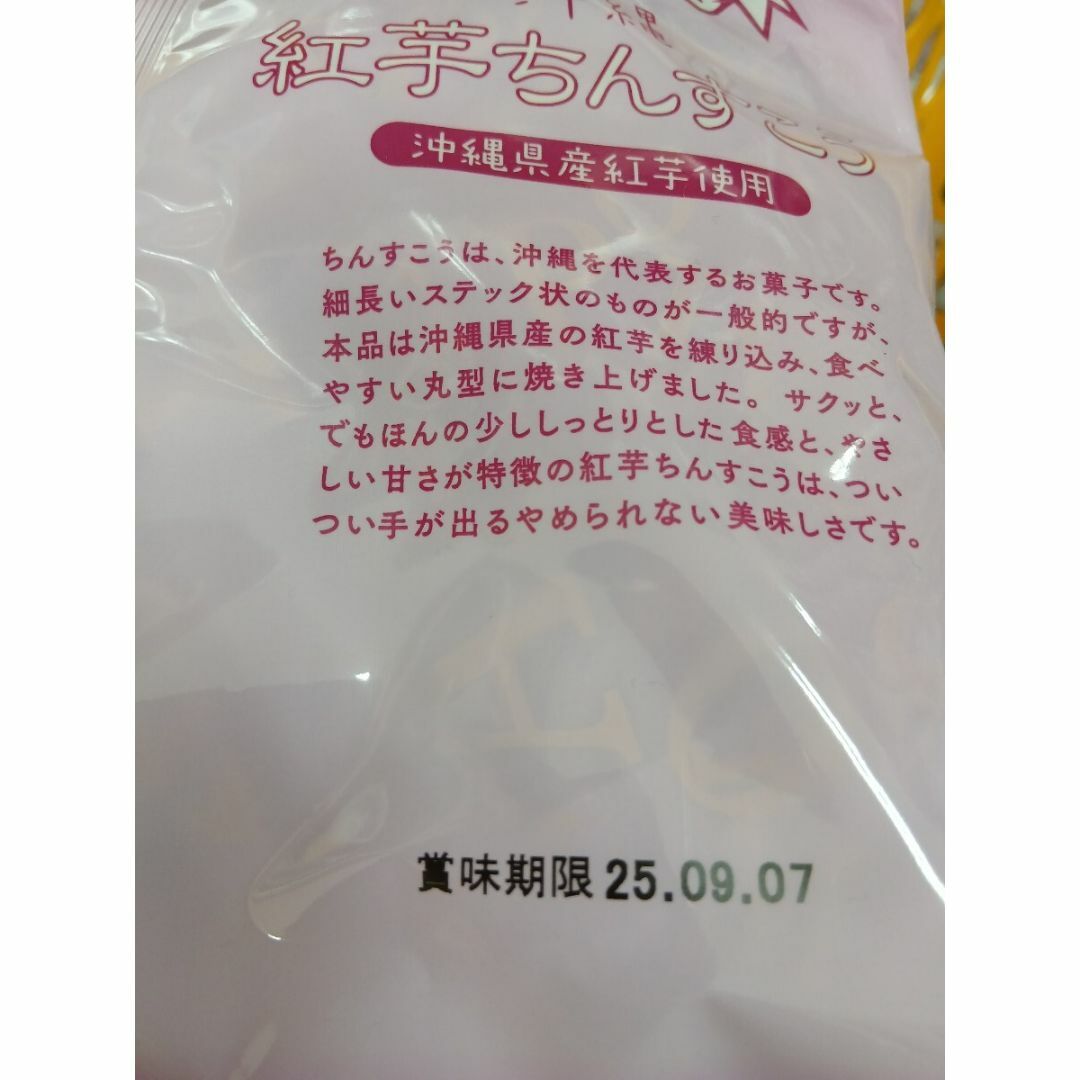 沖縄
紅芋ちんすこう
沖縄県産紅芋使用
ちんすこうは、沖縄を代表するお菓子です。
細長いステック状のものが一般的ですが、
本品は沖縄県産の紅芋を練り込み、食べ
やすい丸型に焼き上げました。サクッと、
でもほんの少ししっとりとした食感と、やさ
しい甘さが特徴の紅芋ちんすこうは、つい
つい手が出るやめられない美味しさです。
賞味期限 25.09.07